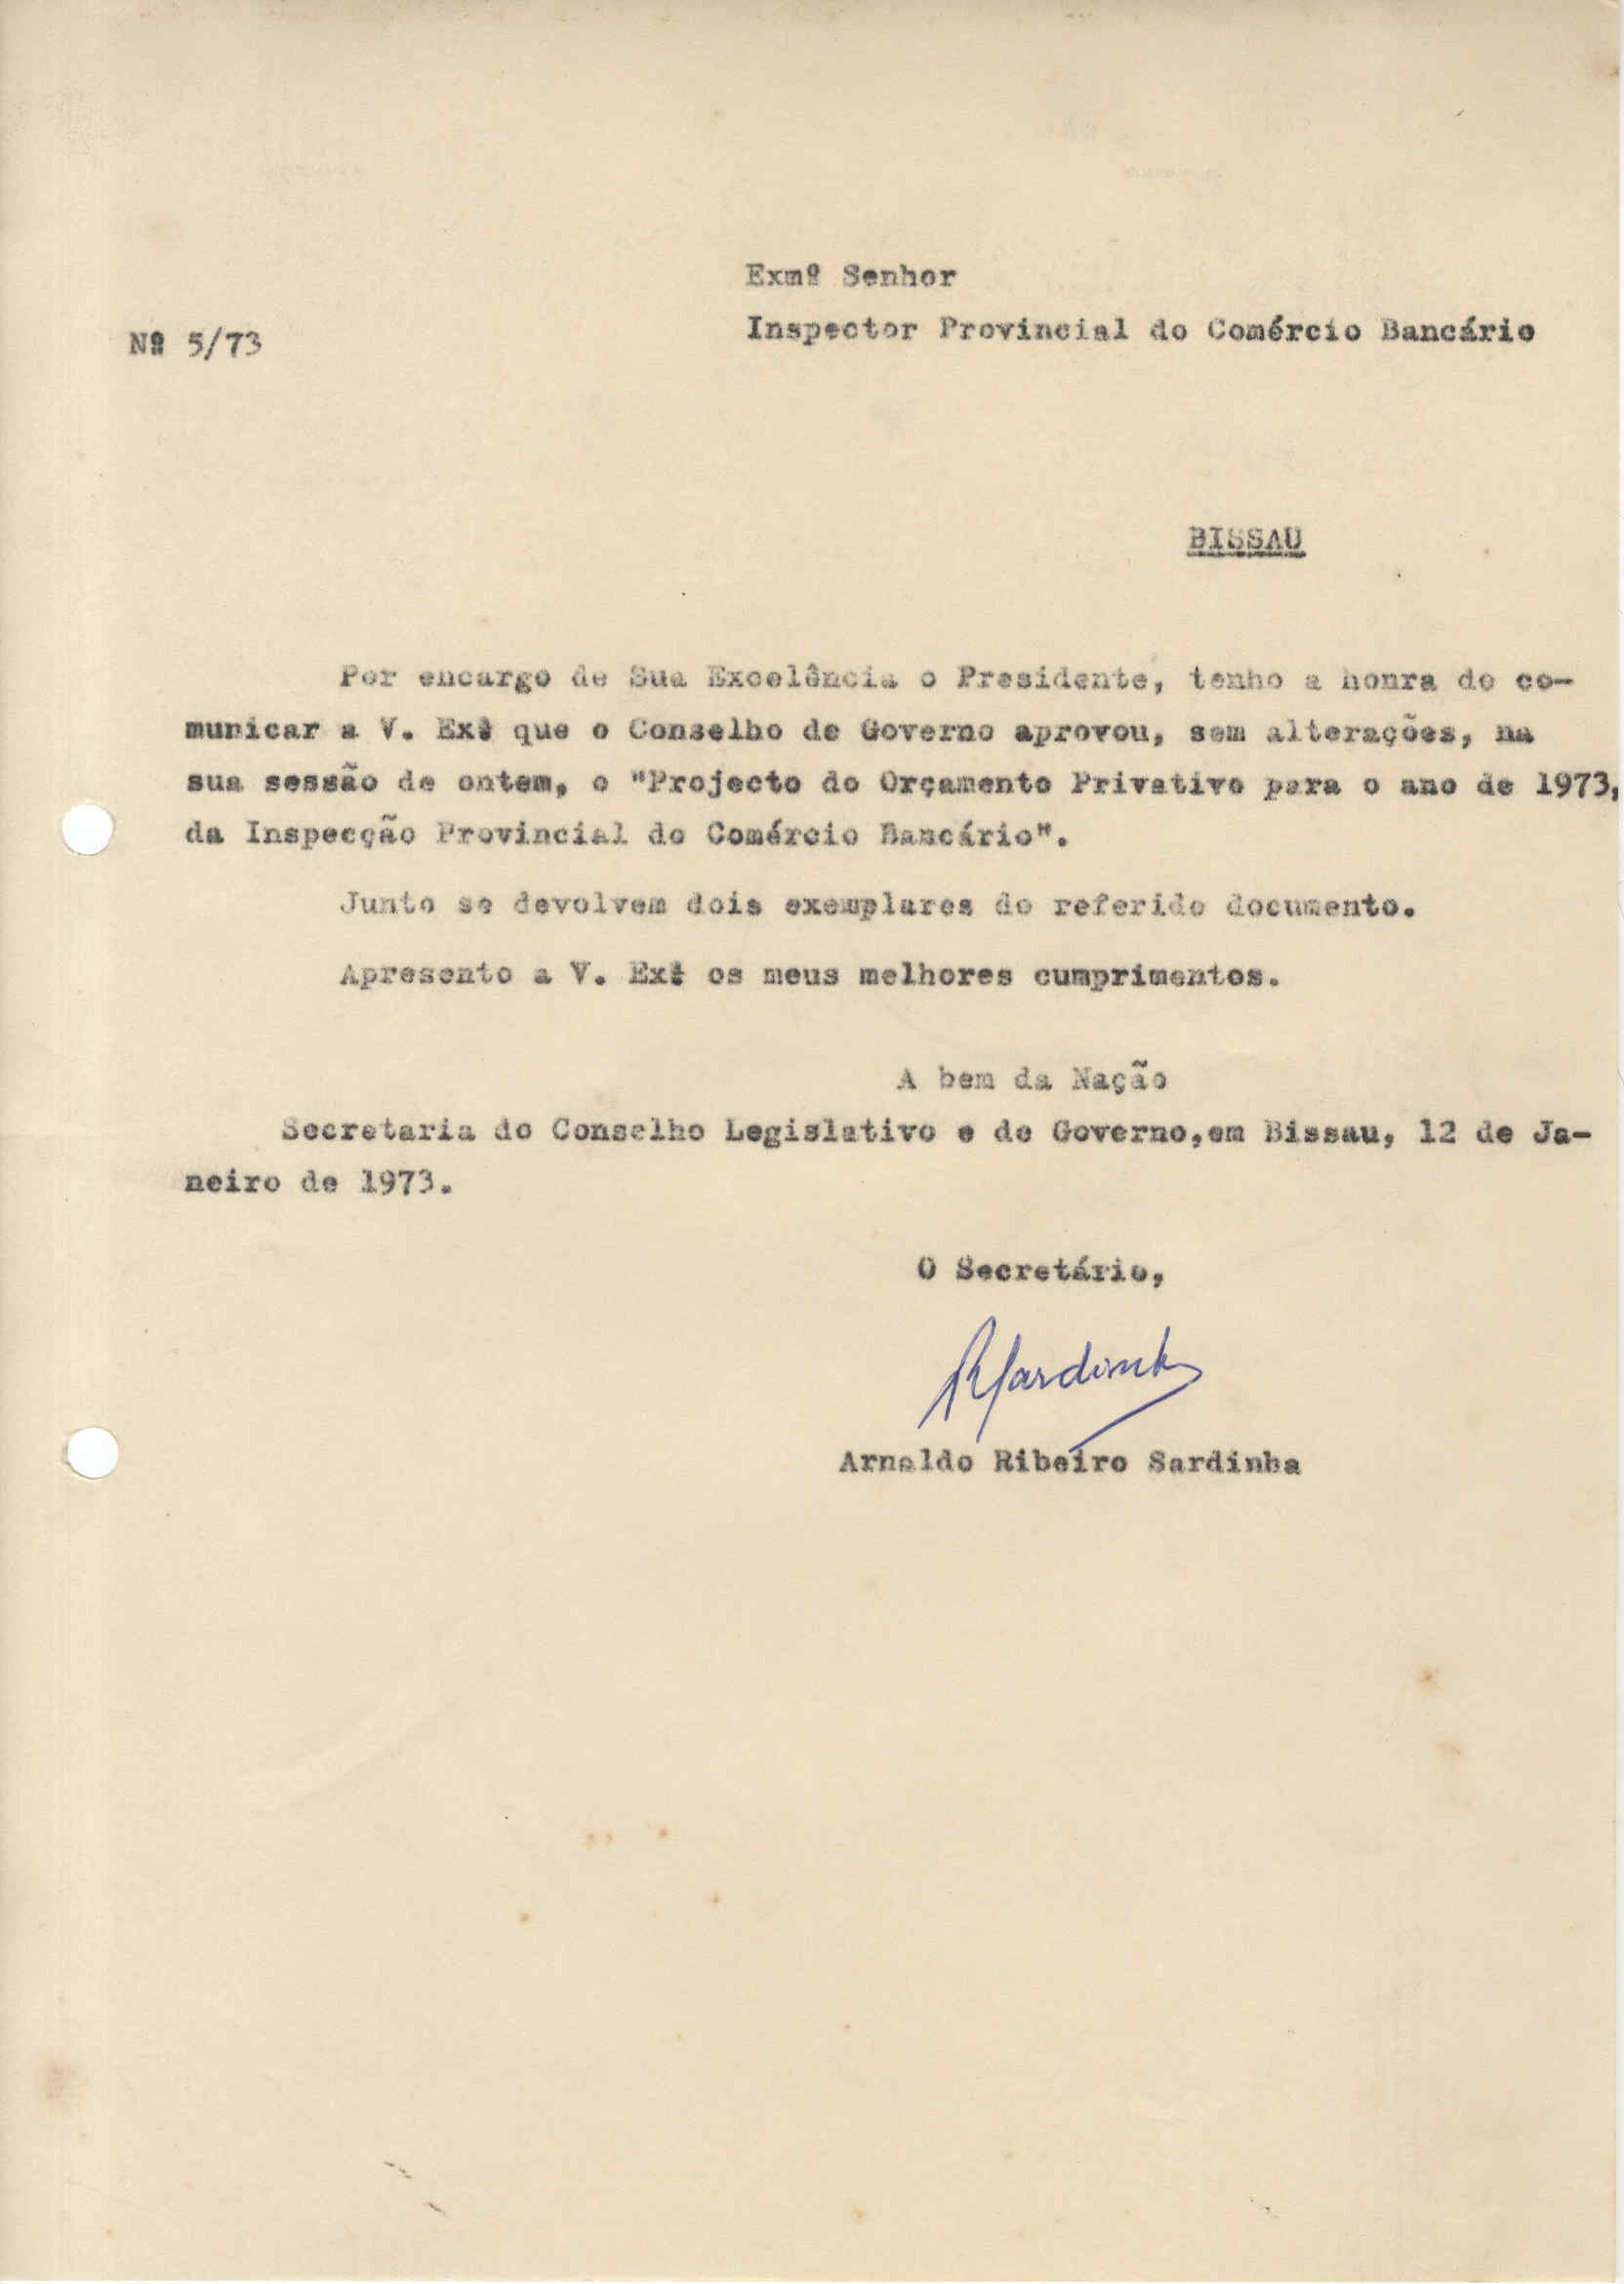 Exmº Senhor
Inspector Provincial do Comércio Bancário
Nº 5/73
BISSAU
Por encargo de Sua Excelência o Presidente, tenho a honra de co-
municar a V. Exª que o Conselho de Governo aprovou, sem alterações, na
sua sessão de ontem, o "Projecto do Orçamento Privativo para o ano de 1973,
da Inspecção Provincial do Comércio Bancário".
Junto se devolvem dois exemplares do referido documento.
Apresento a V. Exª os meus melhores cumprimentos.
A bem da Nação
Secretaria do Conselho Legislativo e de Governo,em Bissau, 12 de Ja-
neiro de 1973.
O Secretário,
ARSardinha
Arnaldo Ribeiro Sardinha